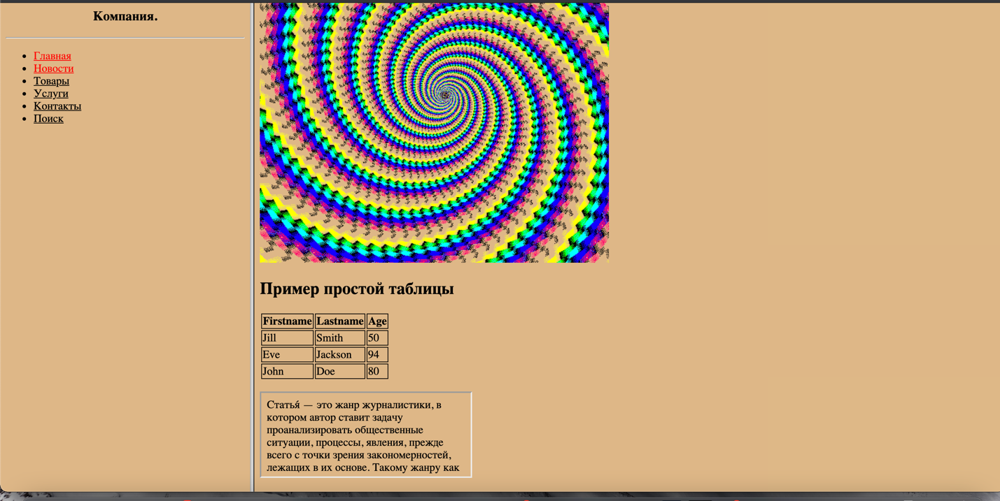 Компания.
Главная
Новости
Товары
Услуги
Контакты
Поиск
Пример простой таблицы
Firstname Lastname Age
Jill Smith 50
Eve Jackson 94
John Doe 80
Статья́ — это жанр журналистики, в
котором автор ставит задачу
проанализировать общественные
ситуации, процессы, явления, прежде
всего с точки зрения закономерностей,
лежащих в их основе. Такому жанру как